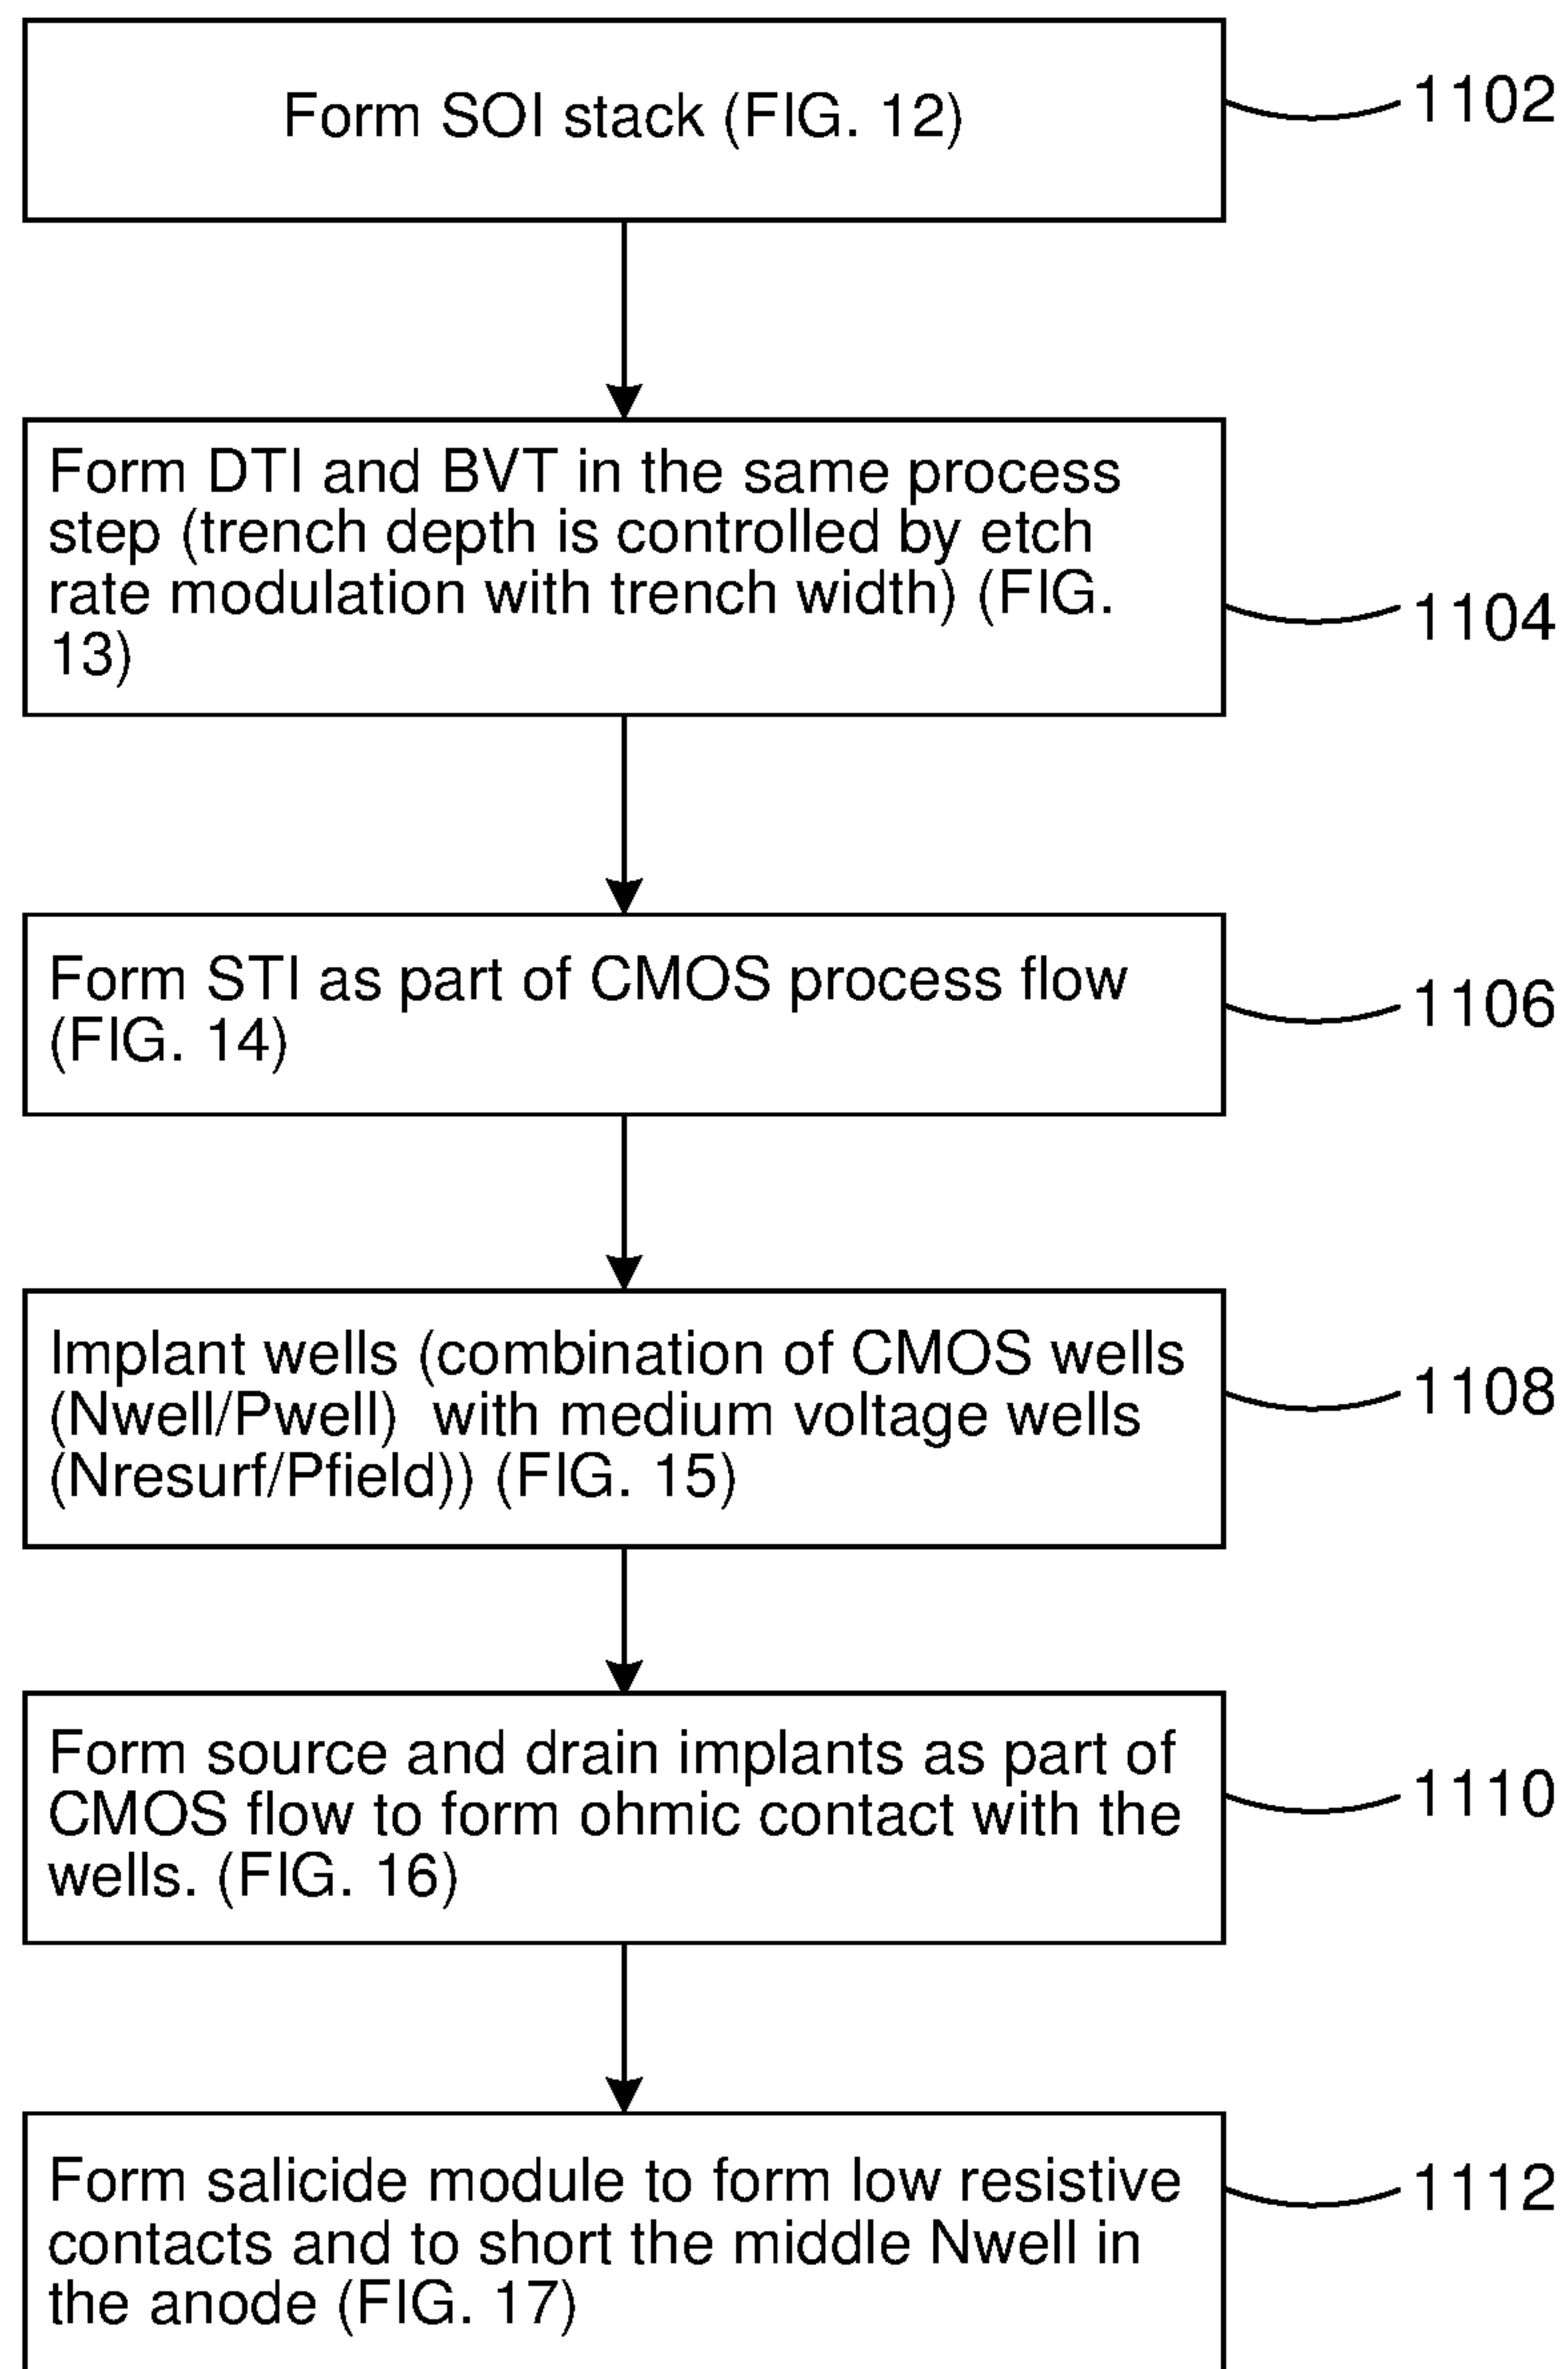 Form SOI stack (FIG. 12)
1102
Form DTI and BVT in the same process
step (trench depth is controlled by etch
rate modulation with trench width) (FIG.
13)
1104
Form STI as part of CMOS process flow
(FIG. 14)
1106
Implant wells (combination of CMOS wells
(Nwell/Pwell) with medium voltage wells
(Nresurf/Pfield)) (FIG. 15)
1108
Form source and drain implants as part of
CMOS flow to form ohmic contact with the
wells. (FIG. 16)
1110
Form salicide module to form low resistive
contacts and to short the middle Nwell in
the anode (FIG. 17)
1112